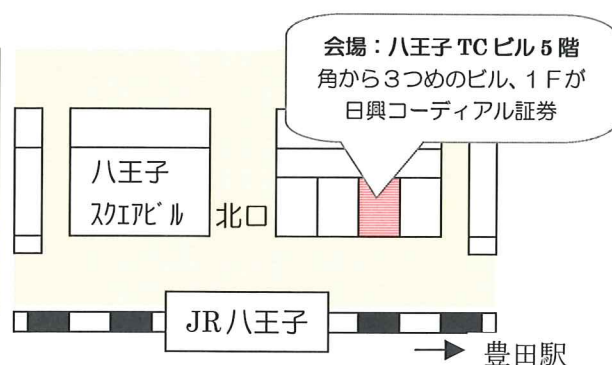 会場:八王子 TC ビル 5 階
角から3つめのビル、1Fが
日興コーディアル証券
八王子
スクエアビル
北口
JR八王子
→ 豊田駅